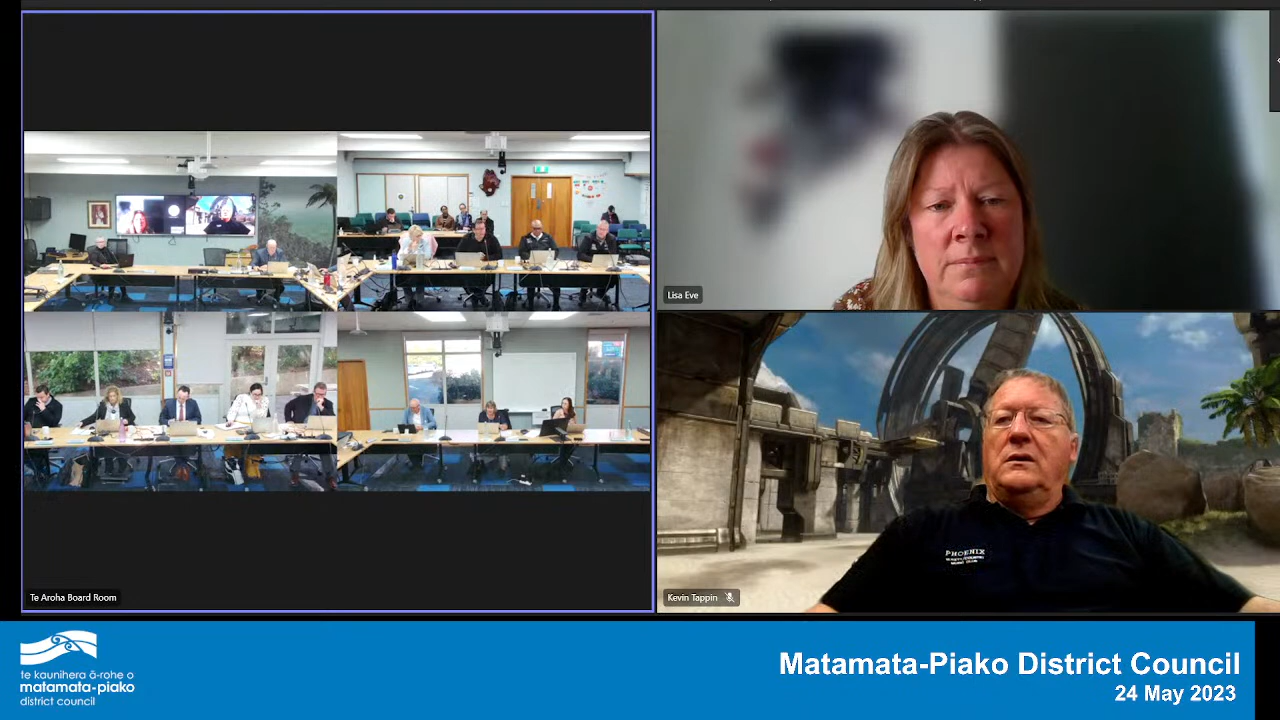 Lisa Eve
Te Aroha Board Room
Kevin Tappin
PHOENIX
te kaunihera ā-rohe o
matamata-piako
district council
Matamata-Piako District Council
24 May 2023